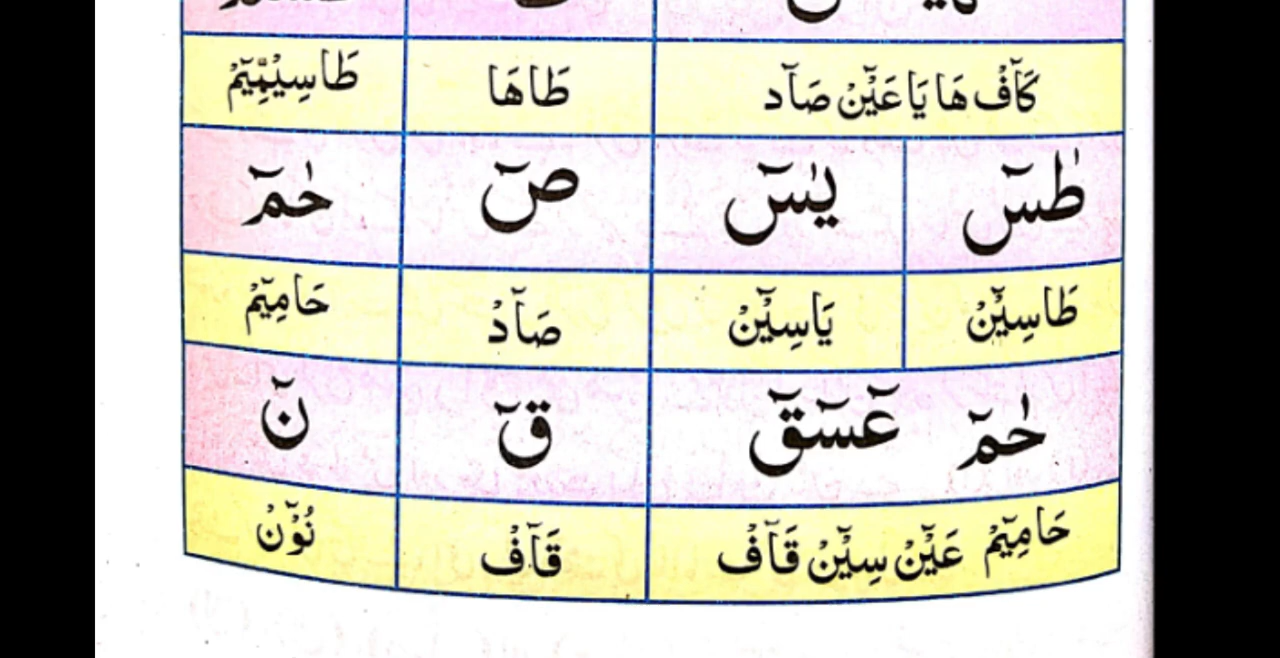 كَآفْ هَا يَا عَيْٓنْ صَآد طَاهَا طَاسِيْمِّيٓمْ
طٰسٓ يٰسٓ صٓ حٰمٓ
طَاسِيْٓنْ يَاسِيْٓنْ صَآدْ حَامِيٓمْ
حٰمٓ عٓسٓقٓ قٓ نٓ
حَامِيٓمْ عَيْٓنْ سِيْٓنْ قَآفْ قَآفْ نُوْٓنْ